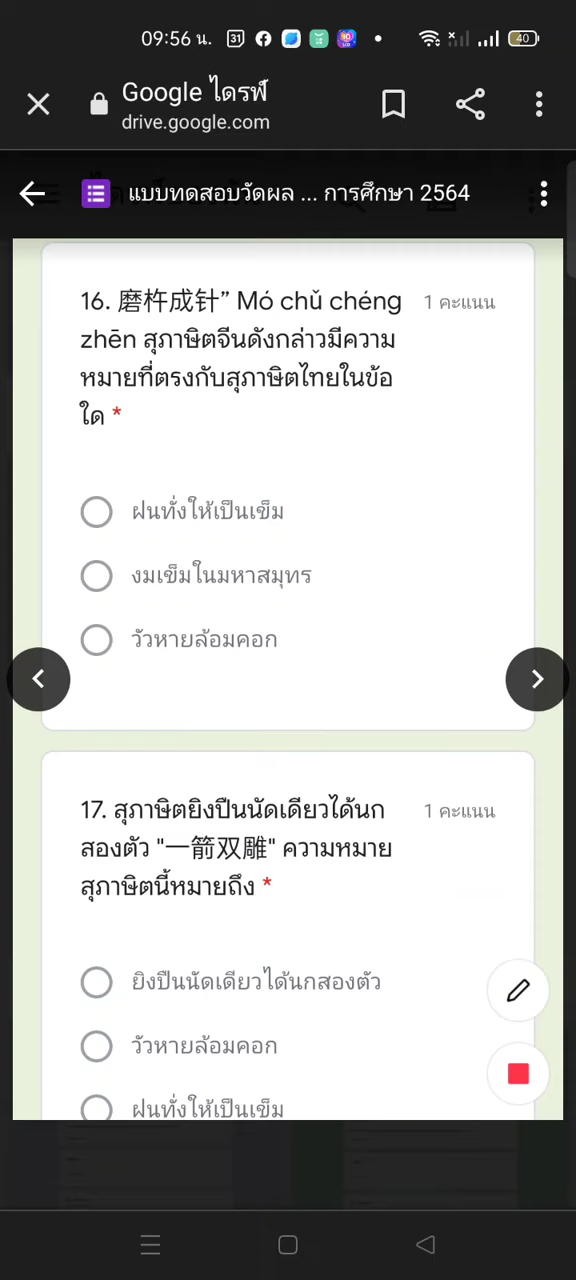 09:56 น.
31
40
Google ไดรฟ์
drive.google.com
แบบทดสอบวัดผล ... การศึกษา 2564
16. 磨杵成针” Mó chǔ chéng
1 คะแนน
zhēn สุภาษิตจีนดังกล่าวมีความ
หมายที่ตรงกับสุภาษิตไทยในข้อ
ใด *
ฝนทั่งให้เป็นเข็ม
งมเข็มในมหาสมุทร
วัวหายล้อมคอก
17. สุภาษิตยิงปืนนัดเดียวได้นก
1 คะแนน
สองตัว "一箭双雕" ความหมาย
สุภาษิตนี้หมายถึง *
ยิงปืนนัดเดียวได้นกสองตัว
วัวหายล้อมคอก
ฝนทั่งให้เป็นเข็ม